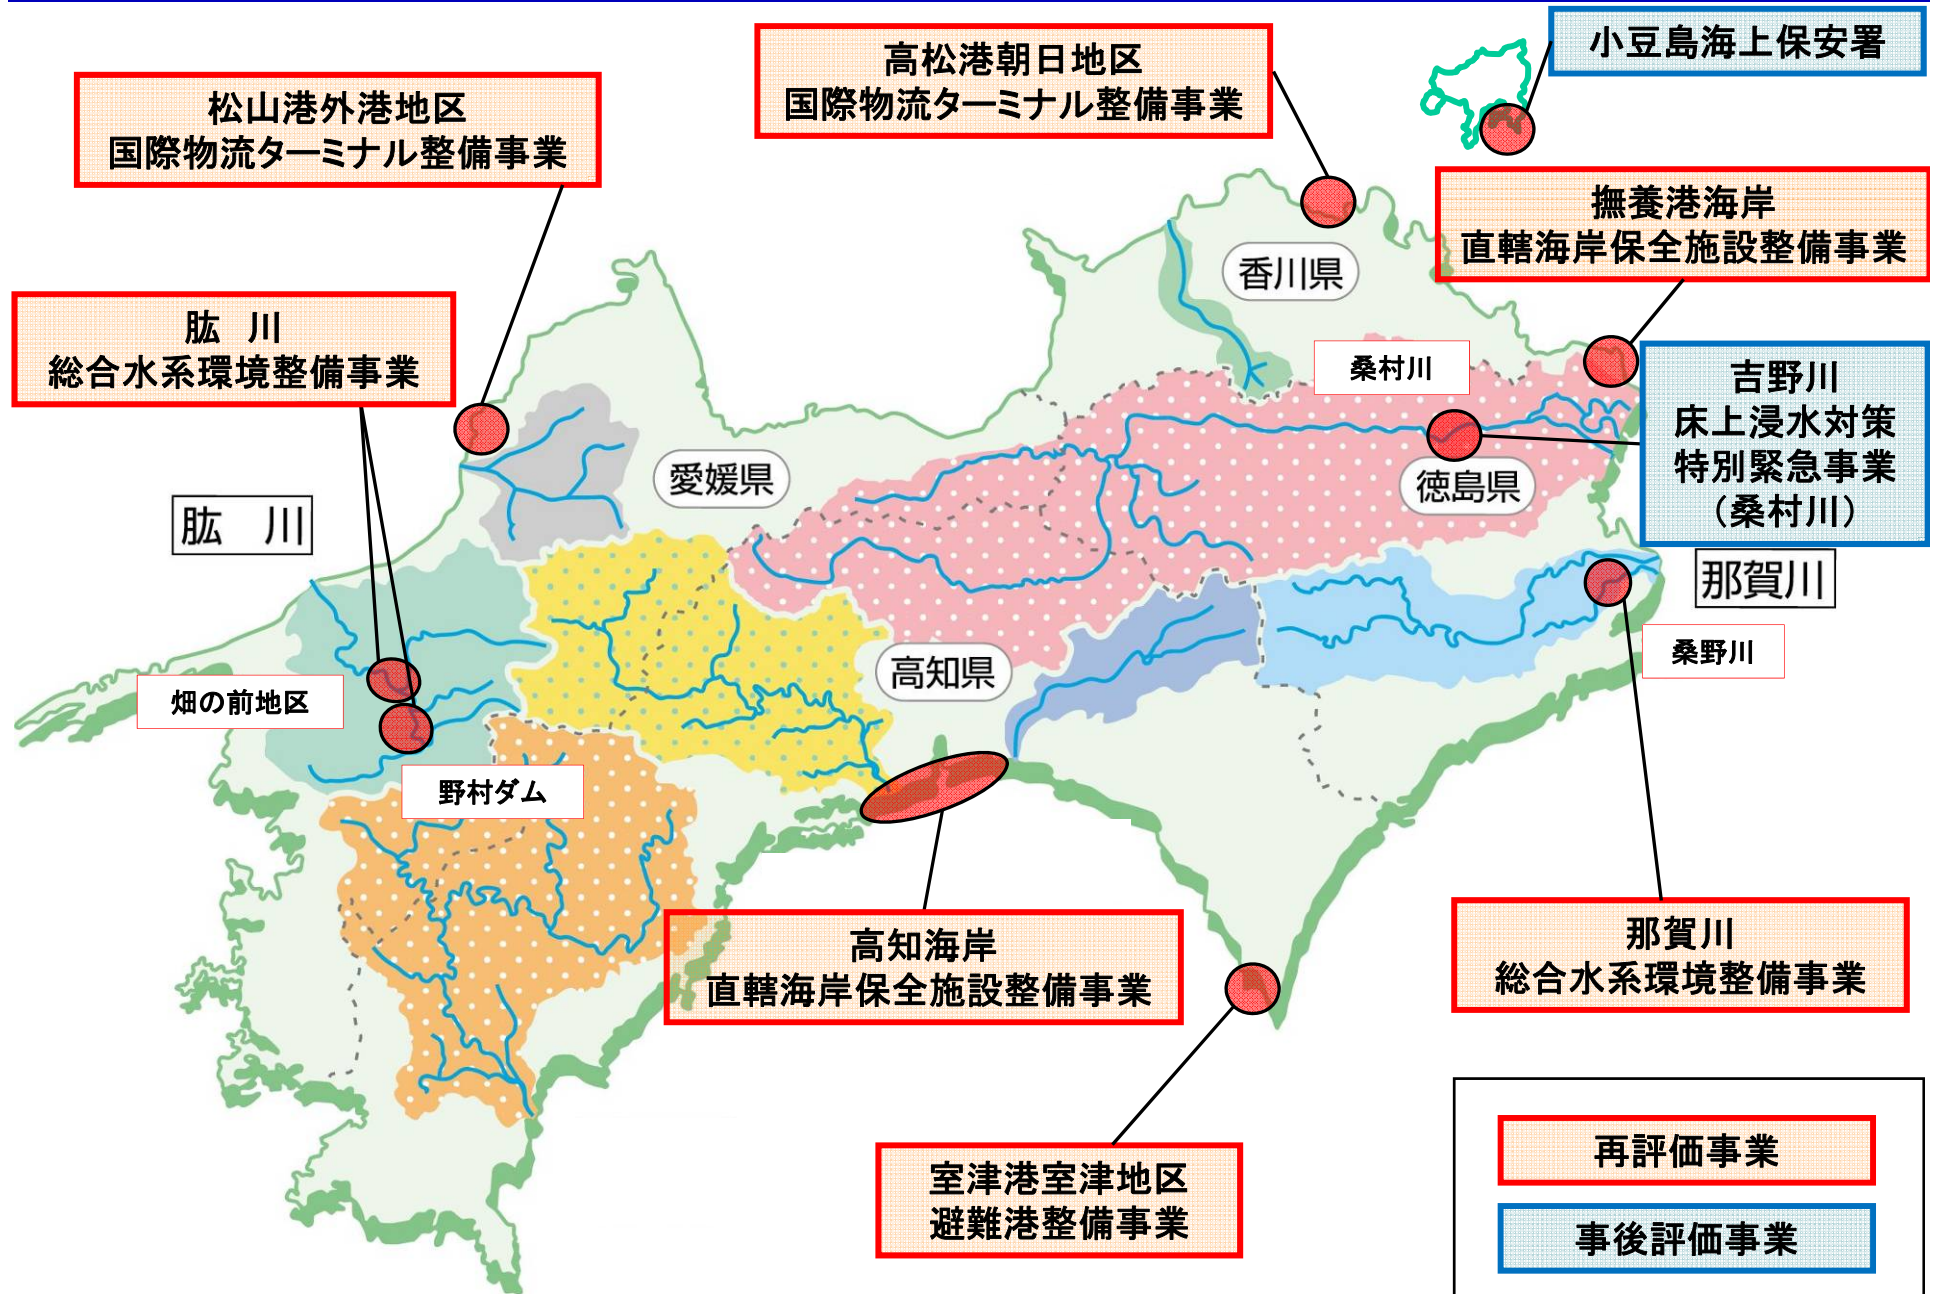 小豆島海上保安署
高松港朝日地区
国際物流ターミナル整備事業
松山港外港地区
国際物流ターミナル整備事業
撫養港海岸
直轄海岸保全施設整備事業
香川県
肱　川
総合水系環境整備事業
桑村川
吉野川
床上浸水対策
特別緊急事業
（桑村川）
愛媛県
徳島県
肱　川
那賀川
桑野川
高知県
畑の前地区
野村ダム
高知海岸
直轄海岸保全施設整備事業
那賀川
総合水系環境整備事業
室津港室津地区
避難港整備事業
再評価事業
事後評価事業